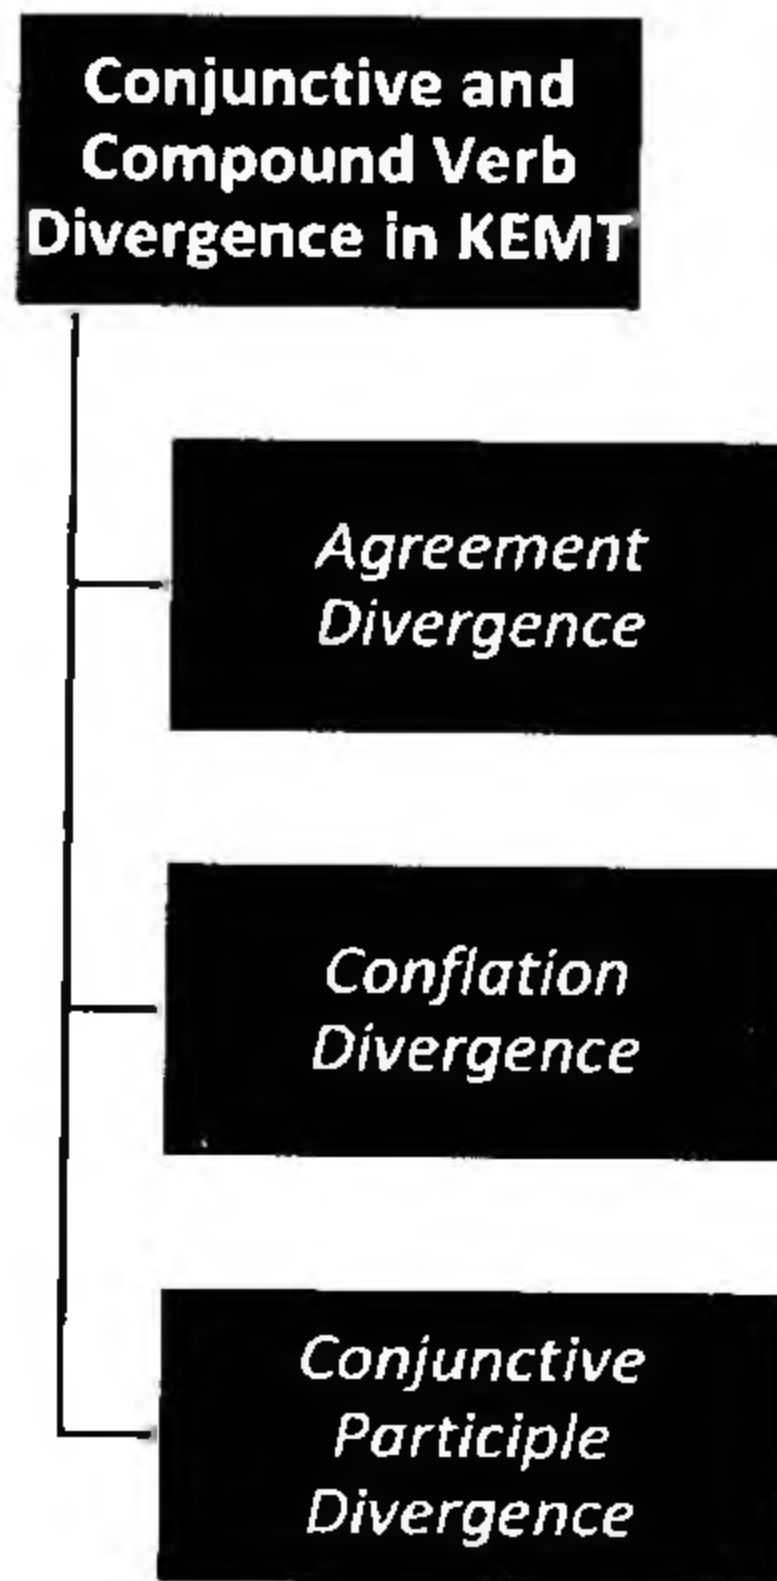 Conjunctive and
Compound Verb
Divergence in KEMT
Agreement
Divergence
Conflation
Divergence
Conjunctive
Participle
Divergence